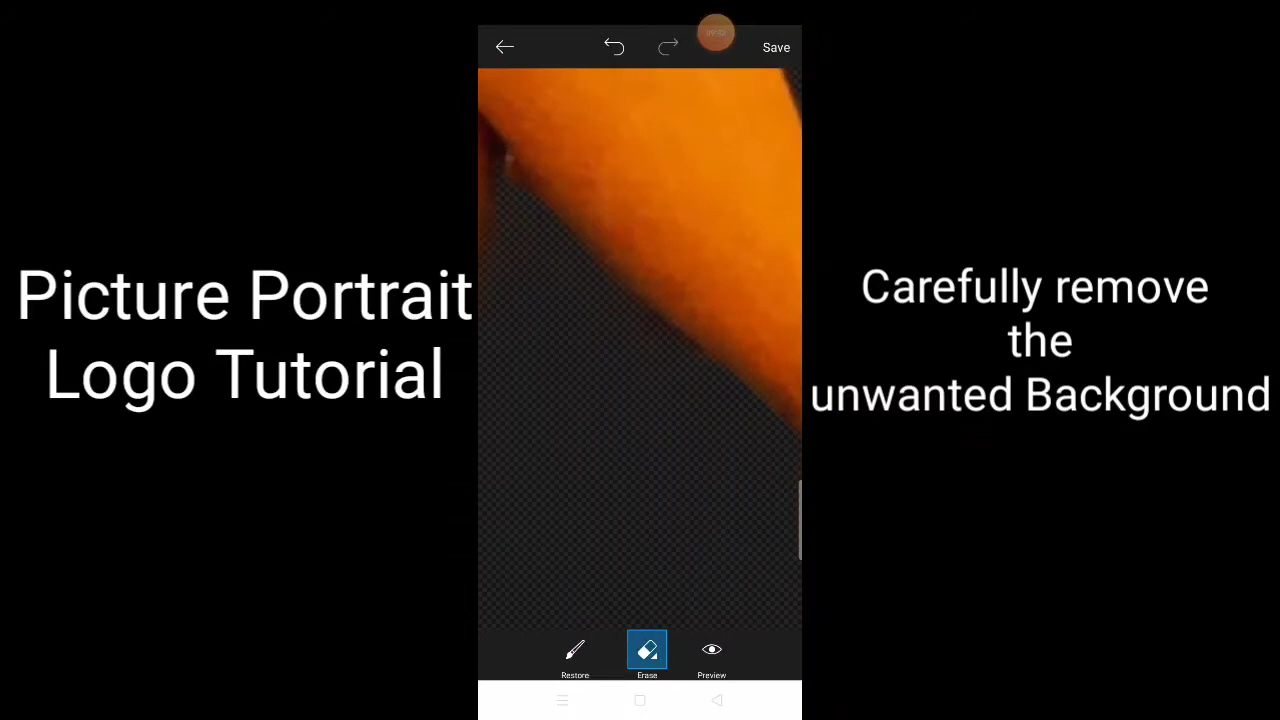 Save
Picture Portrait
Logo Tutorial
Carefully remove
the
unwanted Background
Restore
Erase
Preview